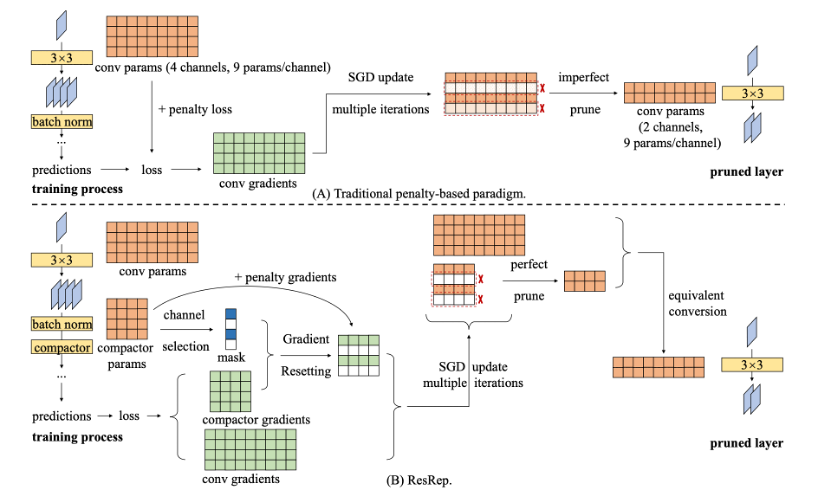 3×3
conv params (4 channels, 9 params/channel)
+ penalty loss
batch norm
...
predictions
loss
training process
conv gradients
SGD update
multiple iterations
X
X
imperfect
prune
conv params
(2 channels,
9 params/channel)
3×3
pruned layer
(A) Traditional penalty-based paradigm.
3×3
conv params
+ penalty gradients
batch norm
compactor
compactor
params
channel
selection
mask
Gradient
Resetting
...
predictions
loss
training process
compactor gradients
conv gradients
SGD update
multiple iterations
X
X
perfect
prune
equivalent
conversion
3×3
pruned layer
(B) ResRep.